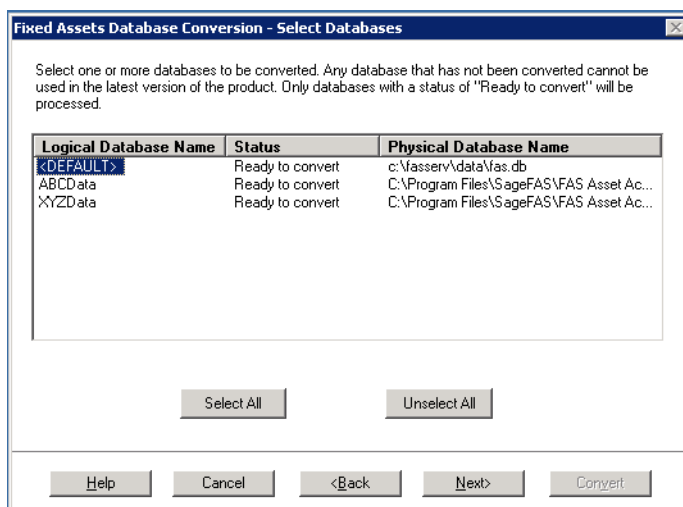 Fixed Assets Database Conversion - Select Databases
Select one or more databases to be converted. Any database that has not been converted cannot be
used in the latest version of the product. Only databases with a status of "Ready to convert" will be
processed.
Logical Database Name Status Physical Database Name
<DEFAULT> Ready to convert c:\fasserv\data\fas.db
ABCData Ready to convert C:\Program Files\SageFAS\FAS Asset Ac...
XYZData Ready to convert C:\Program Files\SageFAS\FAS Asset Ac...
Select All Unselect All
Help Cancel <Back Next> Convert